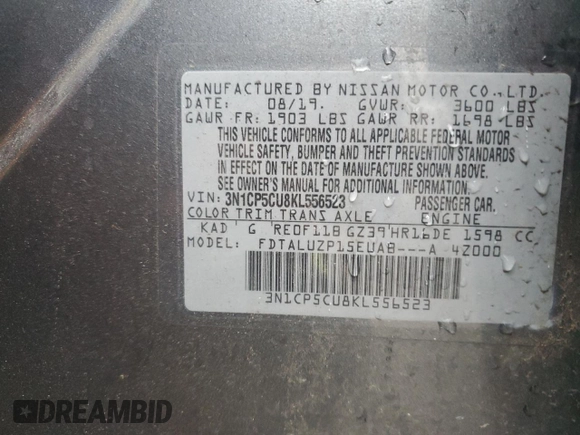 MANUFACTURED BY NISSAN MOTOR CO.,LTD.
DATE: 08/19. GVWR: 3600 LBS
GAWR FR: 1903 LBS GAWR RR: 1698 LBS
THIS VEHICLE CONFORMS TO ALL APPLICABLE FEDERAL MOTOR
VEHICLE SAFETY, BUMPER AND THEFT PREVENTION STANDARDS
IN EFFECT ON THE DATE OF MANUFACTURE SHOWN ABOVE.
SEE OWNER'S MANUAL FOR ADDITIONAL INFORMATION.
VIN: 3N1CP5CU8KL556523 PASSENGER CAR
COLOR TRIM TRANS AXLE ENGINE
KAD G RE0F11B GZ39 HR16DE 1598 CC
MODEL: FDTALUZP15EUA8---A 4Z000
3N1CP5CU8KL556523
DREAMBID